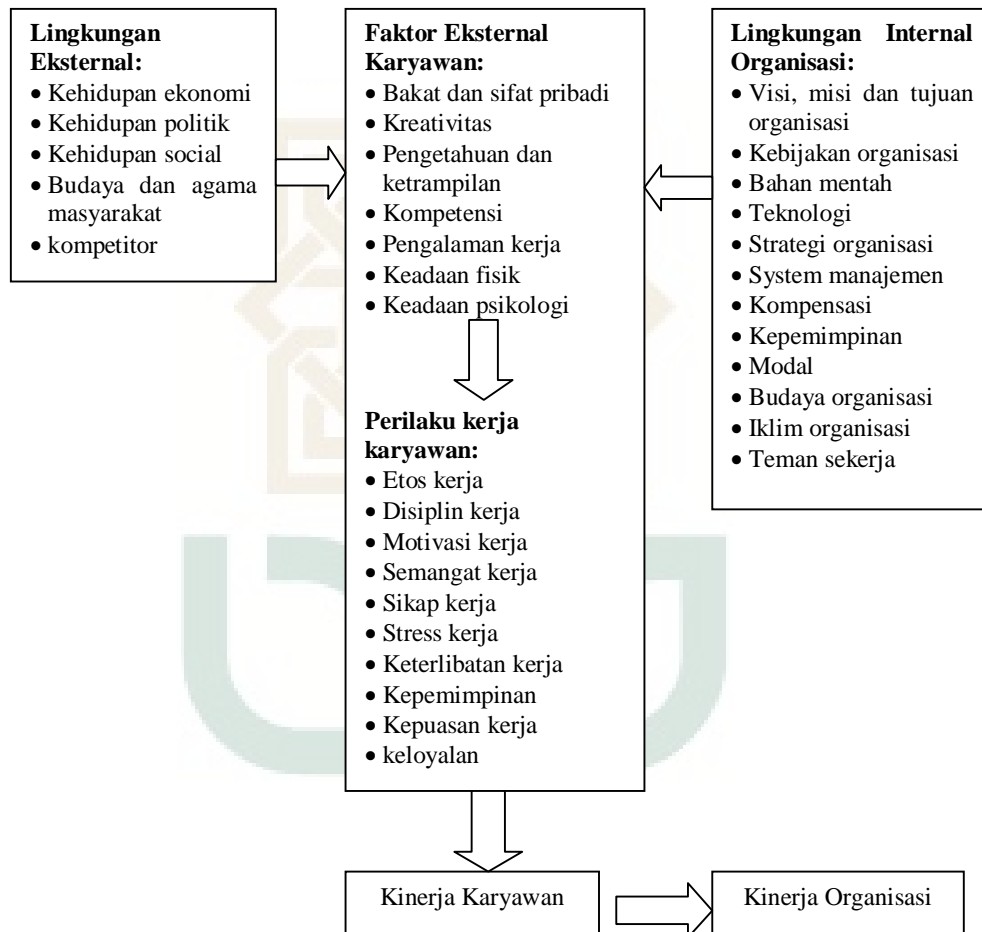 Lingkungan
Eksternal:
• Kehidupan ekonomi
• Kehidupan politik
• Kehidupan social
• Budaya dan agama
masyarakat
• kompetitor
Faktor Eksternal
Karyawan:
• Bakat dan sifat pribadi
• Kreativitas
• Pengetahuan dan
ketrampilan
• Kompetensi
• Pengalaman kerja
• Keadaan fisik
• Keadaan psikologi
Perilaku kerja
karyawan:
• Etos kerja
• Disiplin kerja
• Motivasi kerja
• Semangat kerja
• Sikap kerja
• Stress kerja
• Keterlibatan kerja
• Kepemimpinan
• Kepuasan kerja
• keloyalan
Lingkungan Internal
Organisasi:
• Visi, misi dan tujuan
organisasi
• Kebijakan organisasi
• Bahan mentah
• Teknologi
• Strategi organisasi
• System manajemen
• Kompensasi
• Kepemimpinan
• Modal
• Budaya organisasi
• Iklim organisasi
• Teman sekerja
Kinerja Karyawan
Kinerja Organisasi